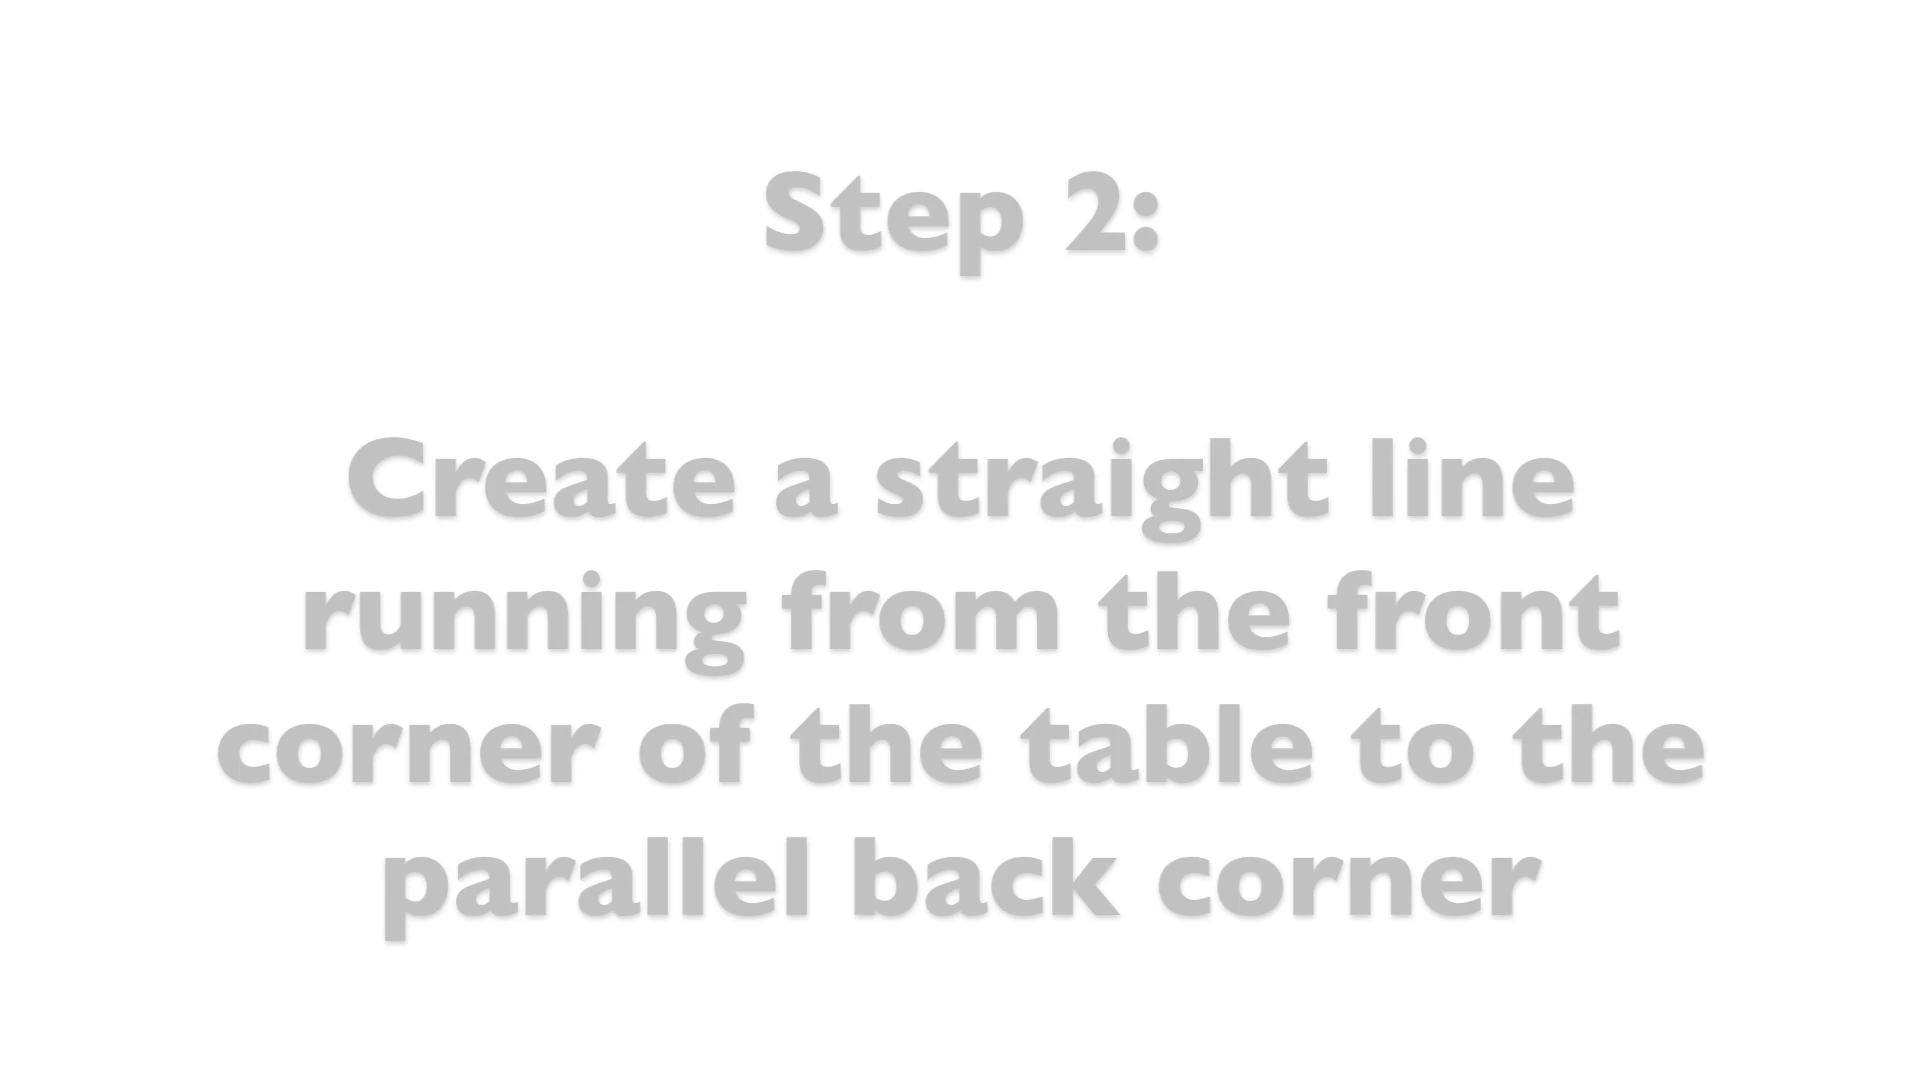 Step 2:
Create a straight line
running from the front
corner of the table to the
parallel back corner